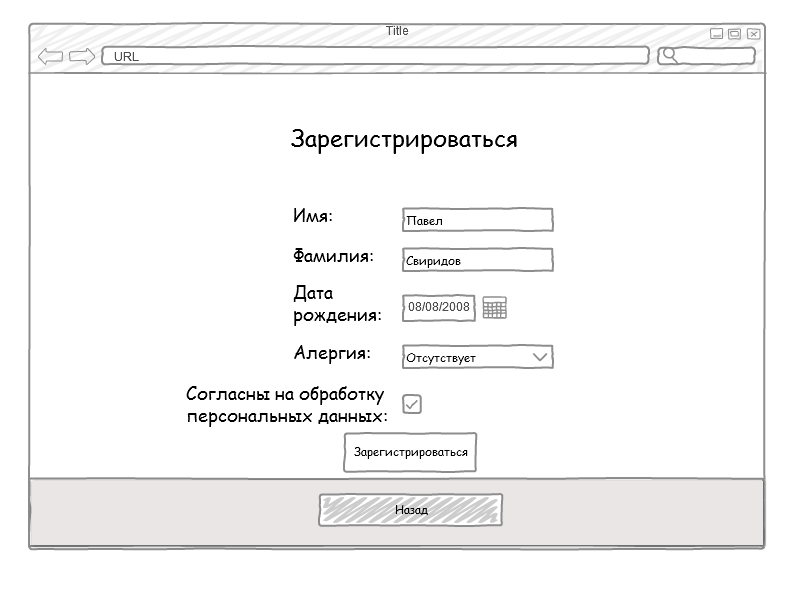 Title
URL
Зарегистрироваться
Имя:
Павел
Фамилия:
Свиридов
Дата
рождения:
08/08/2008
Алергия:
Отсутствует
Согласны на обработку
персональных данных:
Зарегистрироваться
Назад